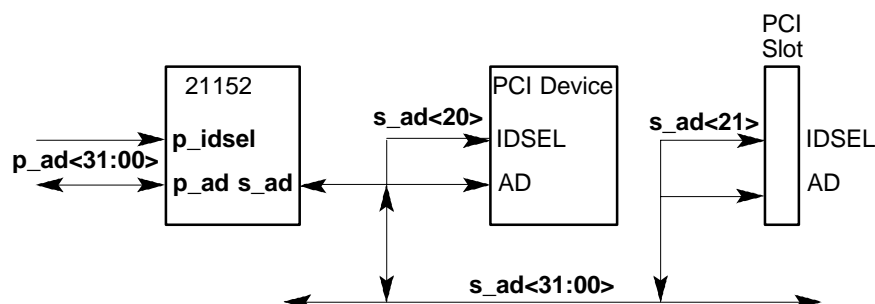 PCI
Slot
21152
PCI Device
s_ad<20>
s_ad<21>
p_idsel
IDSEL
IDSEL
p_ad<31:00>
p_ad s_ad
AD
AD
s_ad<31:00>